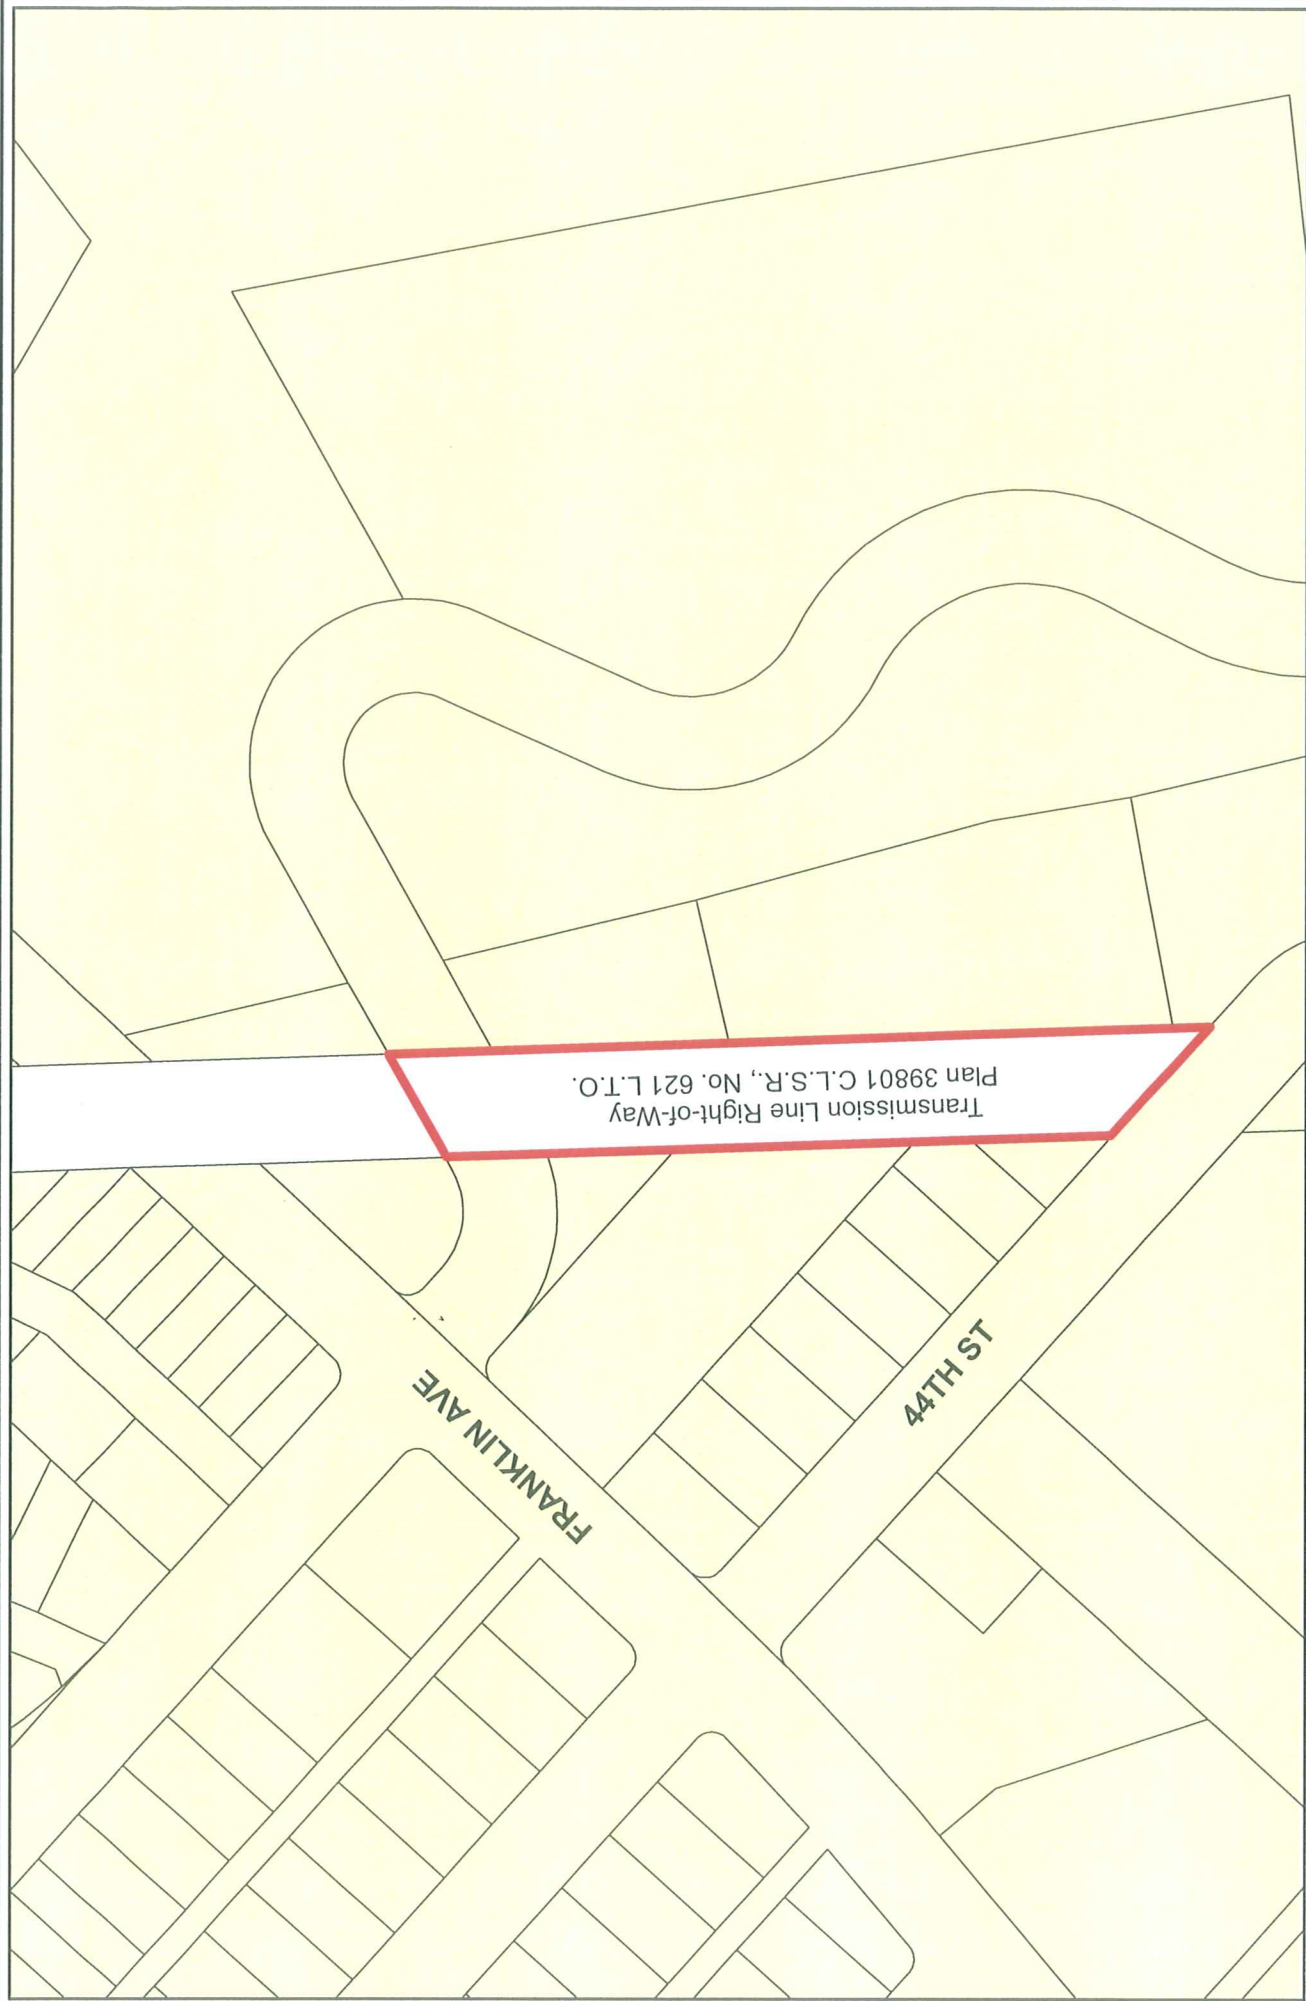 Transmission Line Right-of-Way
Plan 39801 C.L.S.R., No. 621 L.T.O.
FRANKLIN AVE
44TH ST